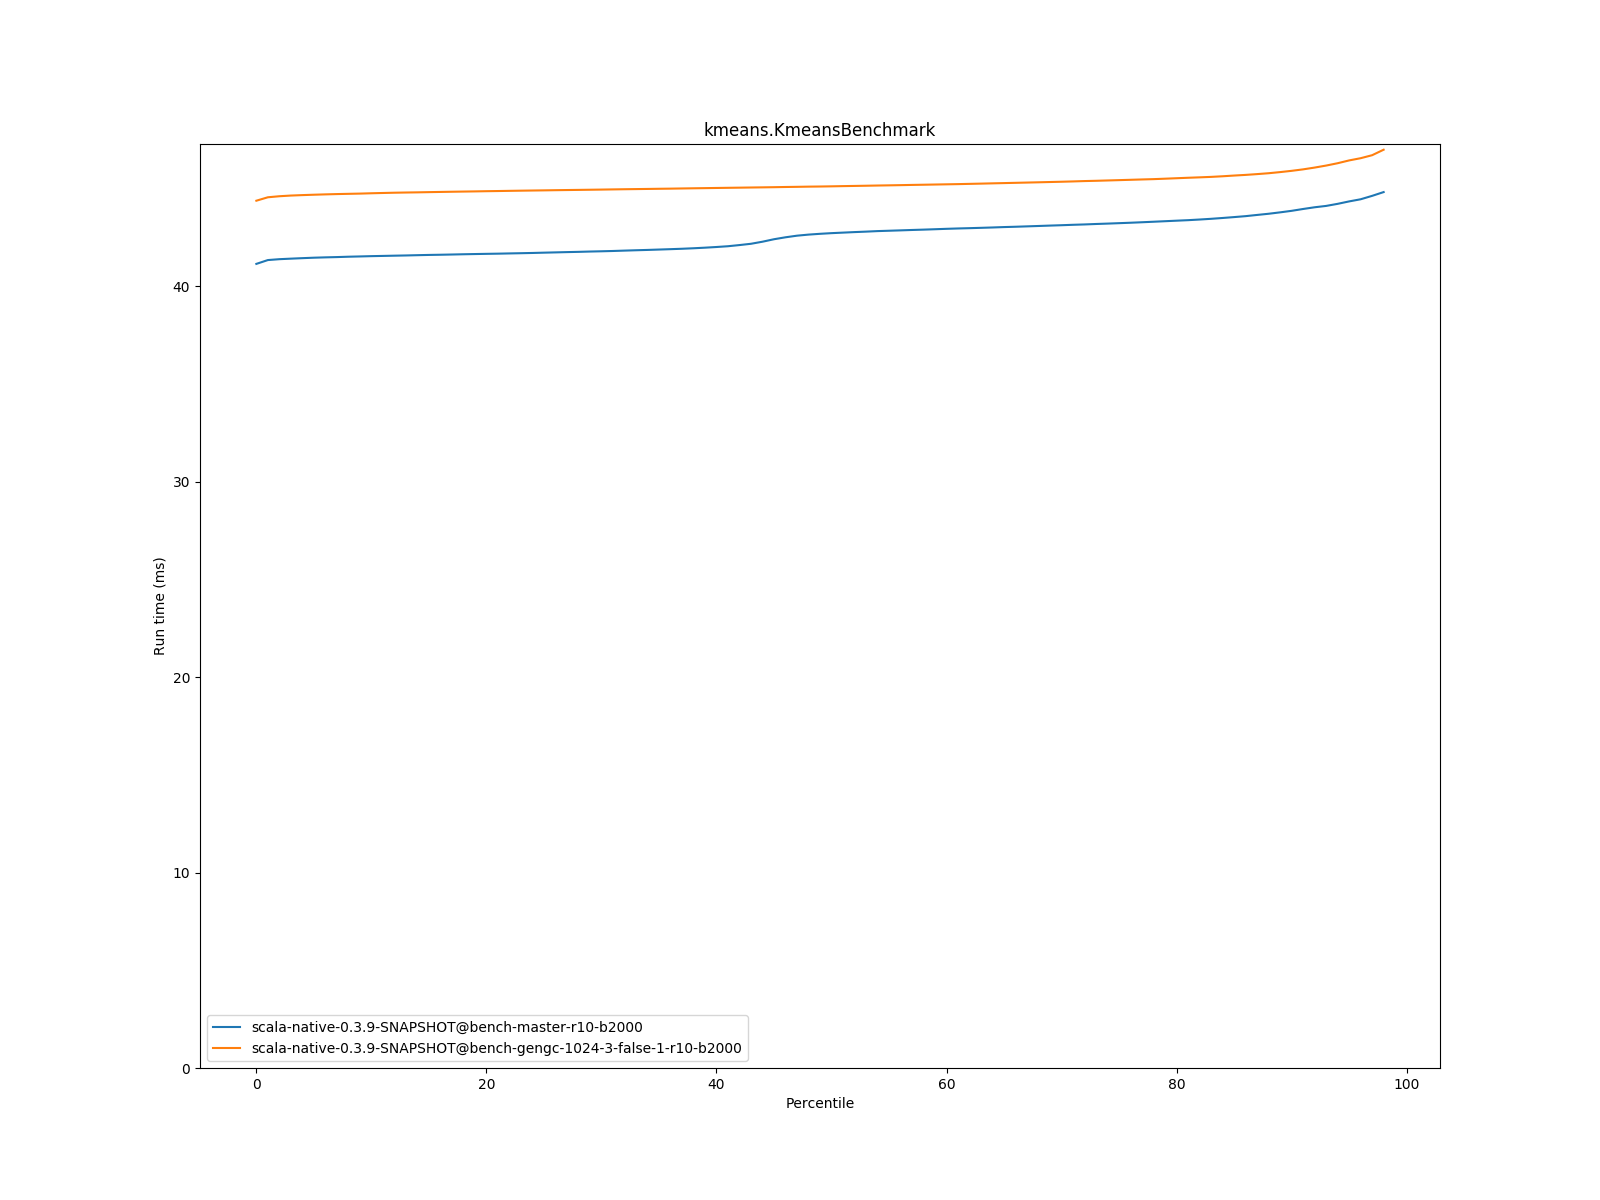 kmeans.KmeansBenchmark
40
30
20
10
0
Run time (ms)
scala-native-0.3.9-SNAPSHOT@bench-master-r10-b2000
scala-native-0.3.9-SNAPSHOT@bench-gengc-1024-3-false-1-r10-b2000
0 20 40 60 80 100
Percentile